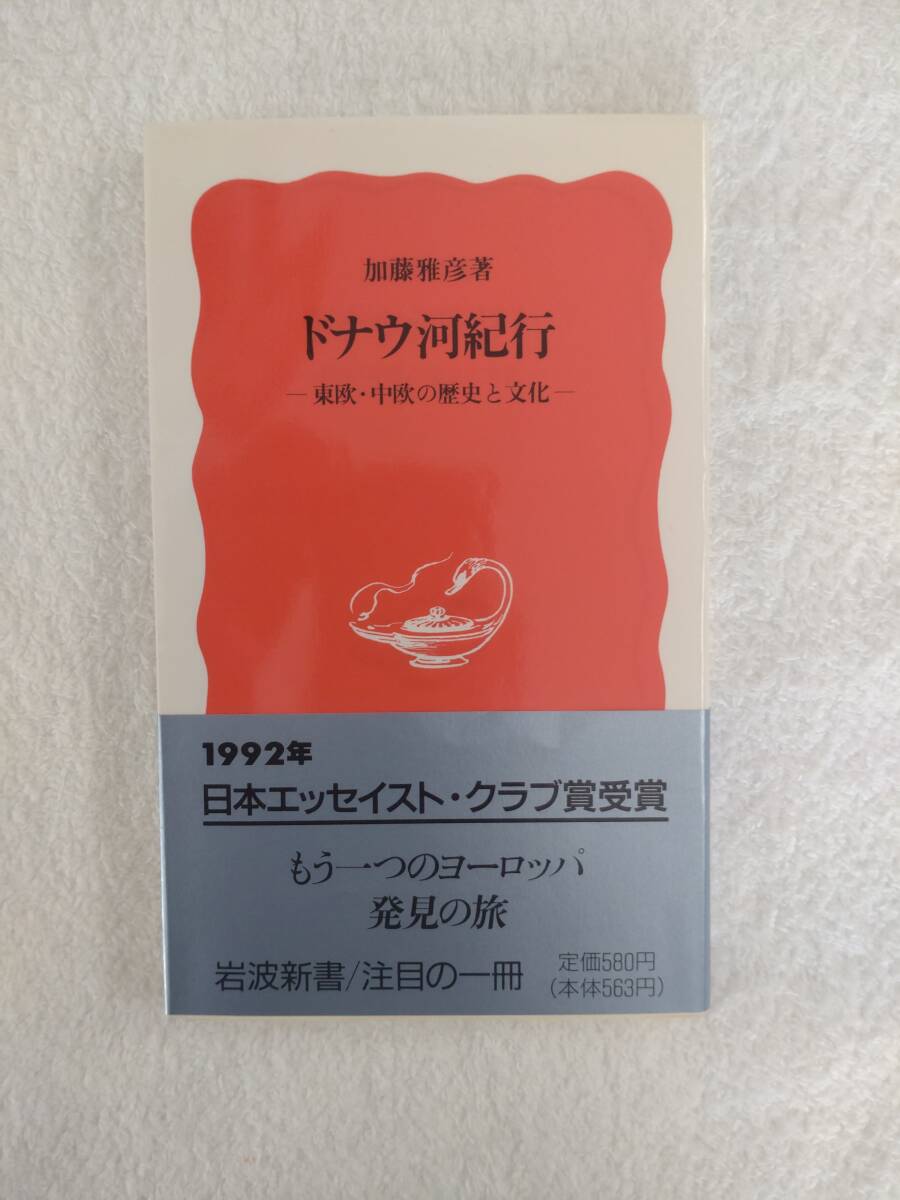 加藤雅彦著
ドナウ河紀行
―東欧・中欧の歴史と文化―
1992年
日本エッセイスト・クラブ賞受賞
もう一つのヨーロッパ
発見の旅
岩波新書/注目の一冊
定価580円
(本体563円)